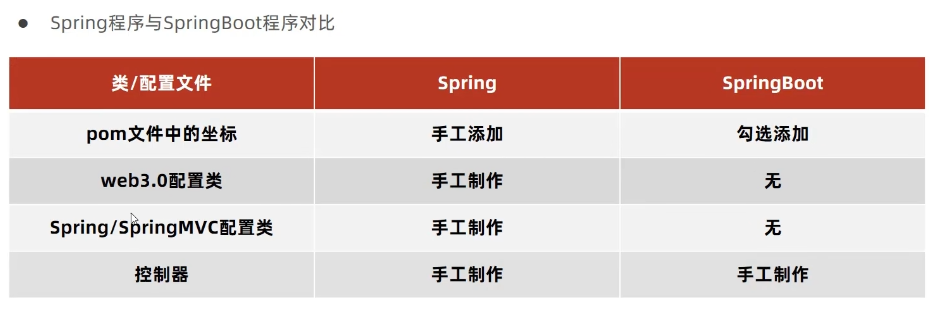 ● Spring程序与SpringBoot程序对比
类/配置文件 Spring SpringBoot
pom文件中的坐标 手工添加 勾选添加
web3.0配置类 手工制作 无
Spring/SpringMVC配置类 手工制作 无
控制器 手工制作 手工制作